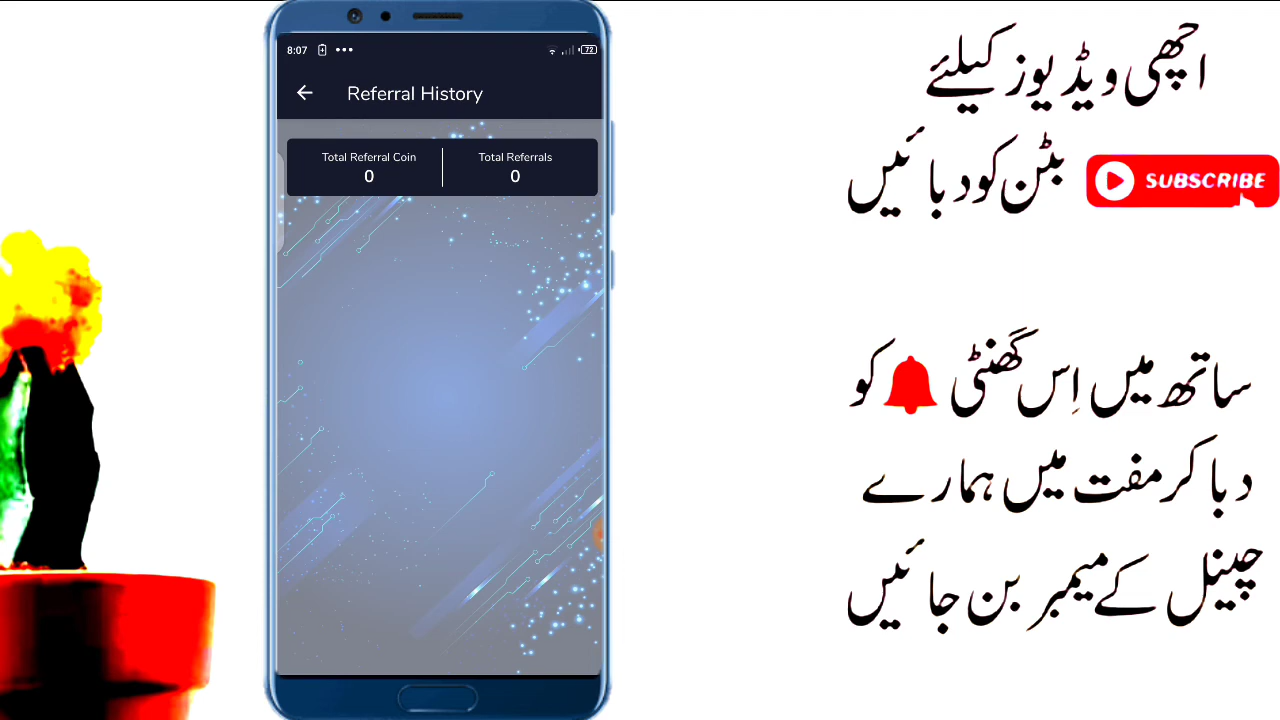 8:07
72
Referral History
Total Referral Coin
Total Referrals
0
0
اچھی ویڈیوز کیلئے
SUBSCRIBE بٹن کو دبائیں
ساتھ میں اِس گھنٹی کو
دبا کر مفت میں ہمارے
چینل کے میمبر بن جائیں